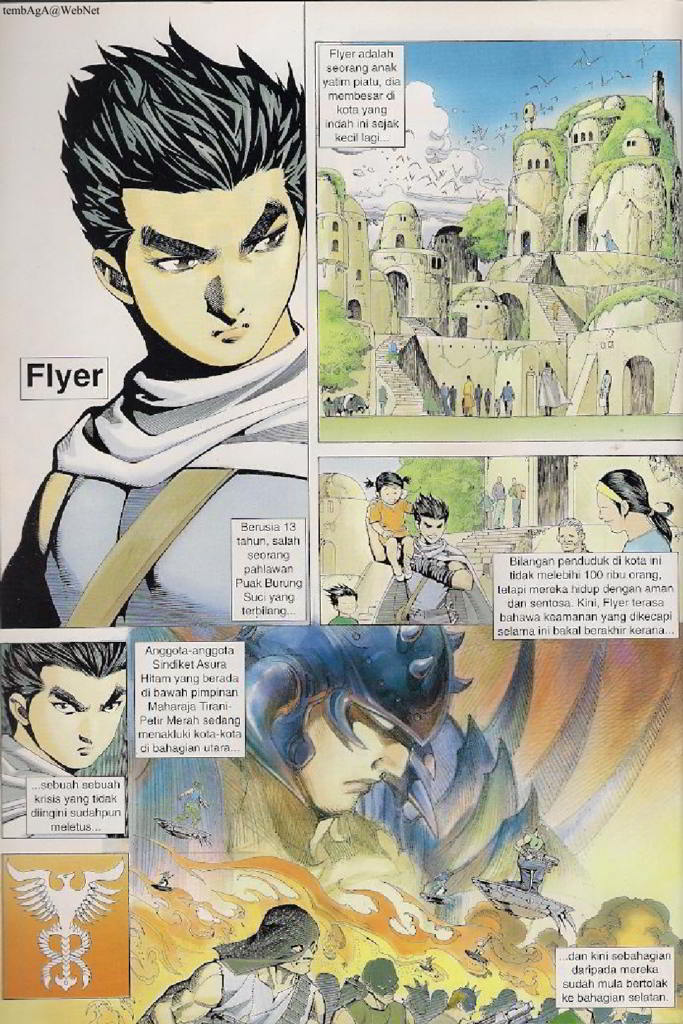 tembAgA@WebNet
Flyer adalah
seorang anak
yatim piatu, dia
membesar di
kota yang
indah ini sejak
kecil lagi...
Flyer
Berusia 13
tahun, salah
seorang
pahlawan
Puak Burung
Suci yang
terbilang...
Bilangan penduduk di kota ini
tidak melebihi 100 ribu orang,
tetapi mereka hidup dengan aman
dan sentosa. Kini, Flyer terasa
bahawa keamanan yang dikecapi
selama ini bakal berakhir kerana...
Anggota-anggota
Sindiket Asura
Hitam yang berada
di bawah pimpinan
Maharaja Tirani-
Petir Merah sedang
menakluki kota-kota
di bahagian utara...
...sebuah sebuah
krisis yang tidak
diingini sudahpun
meletus...
...dan kini sebahagian
daripada mereka
sudah mula bertolak
ke bahagian selatan.